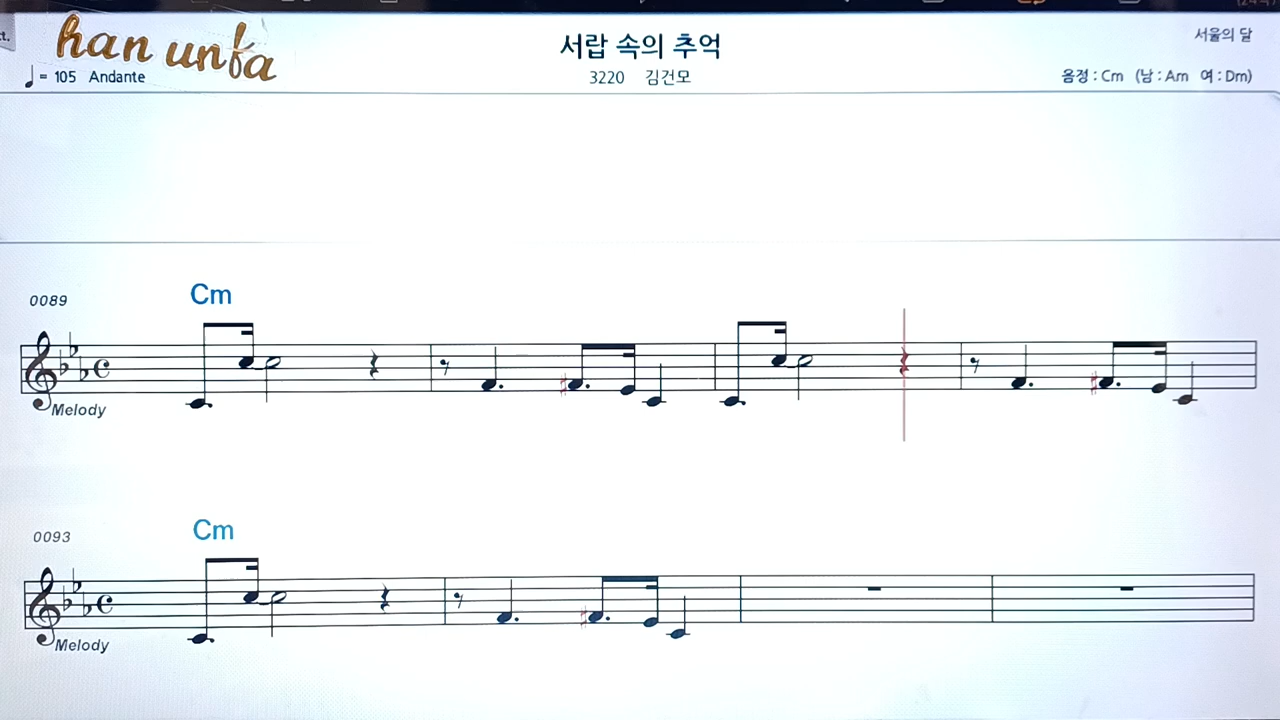 ct.
han unfa
서울의 달
서랍 속의 추억
♩ = 105 Andante
3220 김건모
음정 : Cm (남 : Am 여 : Dm)
0089
Cm
Melody
0093
Cm
Melody